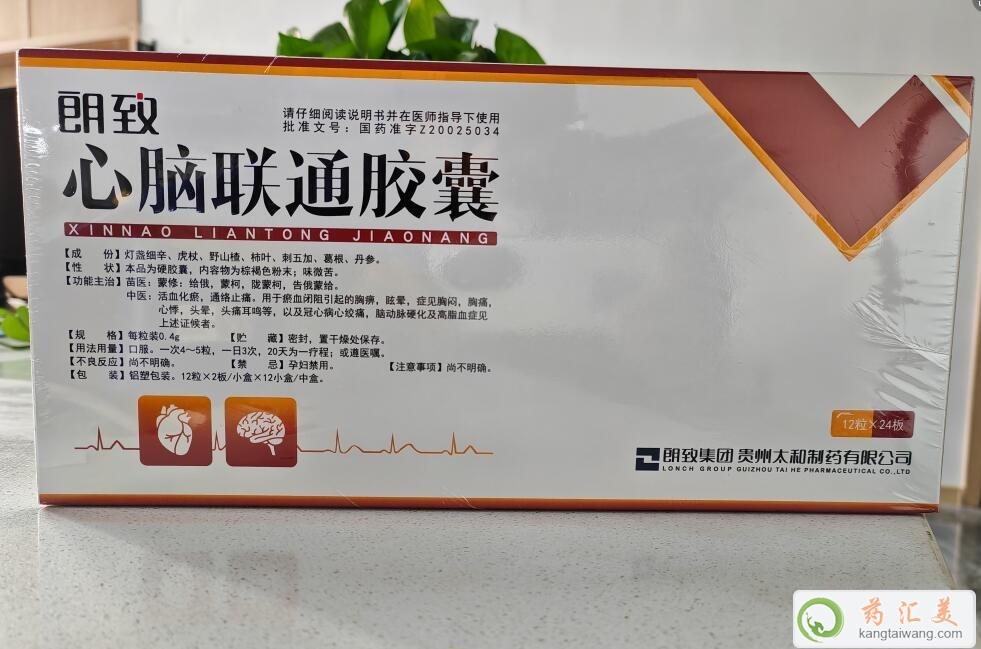 朗致
请仔细阅读说明书并在医师指导下使用
批准文号：国药准字Z20025034
心脑联通胶囊
XINNAO LIANTONG JIAONANG
【成 份】灯盏细辛、虎杖、野山楂、柿叶、刺五加、葛根、丹参。
【性 状】本品为硬胶囊，内容物为棕褐色粉末；味微苦。
【功能主治】苗医：蒙修：给俄，蒙柯，陇蒙柯，告俄蒙给。
中医：活血化瘀，通络止痛。用于瘀血闭阻引起的胸痹，眩晕，症见胸闷，胸痛，
心悸，头晕，头痛耳鸣等，以及冠心病心绞痛，脑动脉硬化及高脂血症见
上述证候者。
【规 格】每粒装0.4g 【贮 藏】密封，置干燥处保存。
【用法用量】口服。一次4～5粒，一日3次，20天为一疗程；或遵医嘱。
【不良反应】尚不明确。 【禁 忌】孕妇禁用。 【注意事项】尚不明确。
【包 装】铝塑包装。12粒×2板/小盒×12小盒/中盒。
12粒×24板
朗致集团 贵州太和制药有限公司
LONCH GROUP GUIZHOU TAI HE PHARMACEUTICAL CO.,LTD
药汇美
kangtaiwang.com